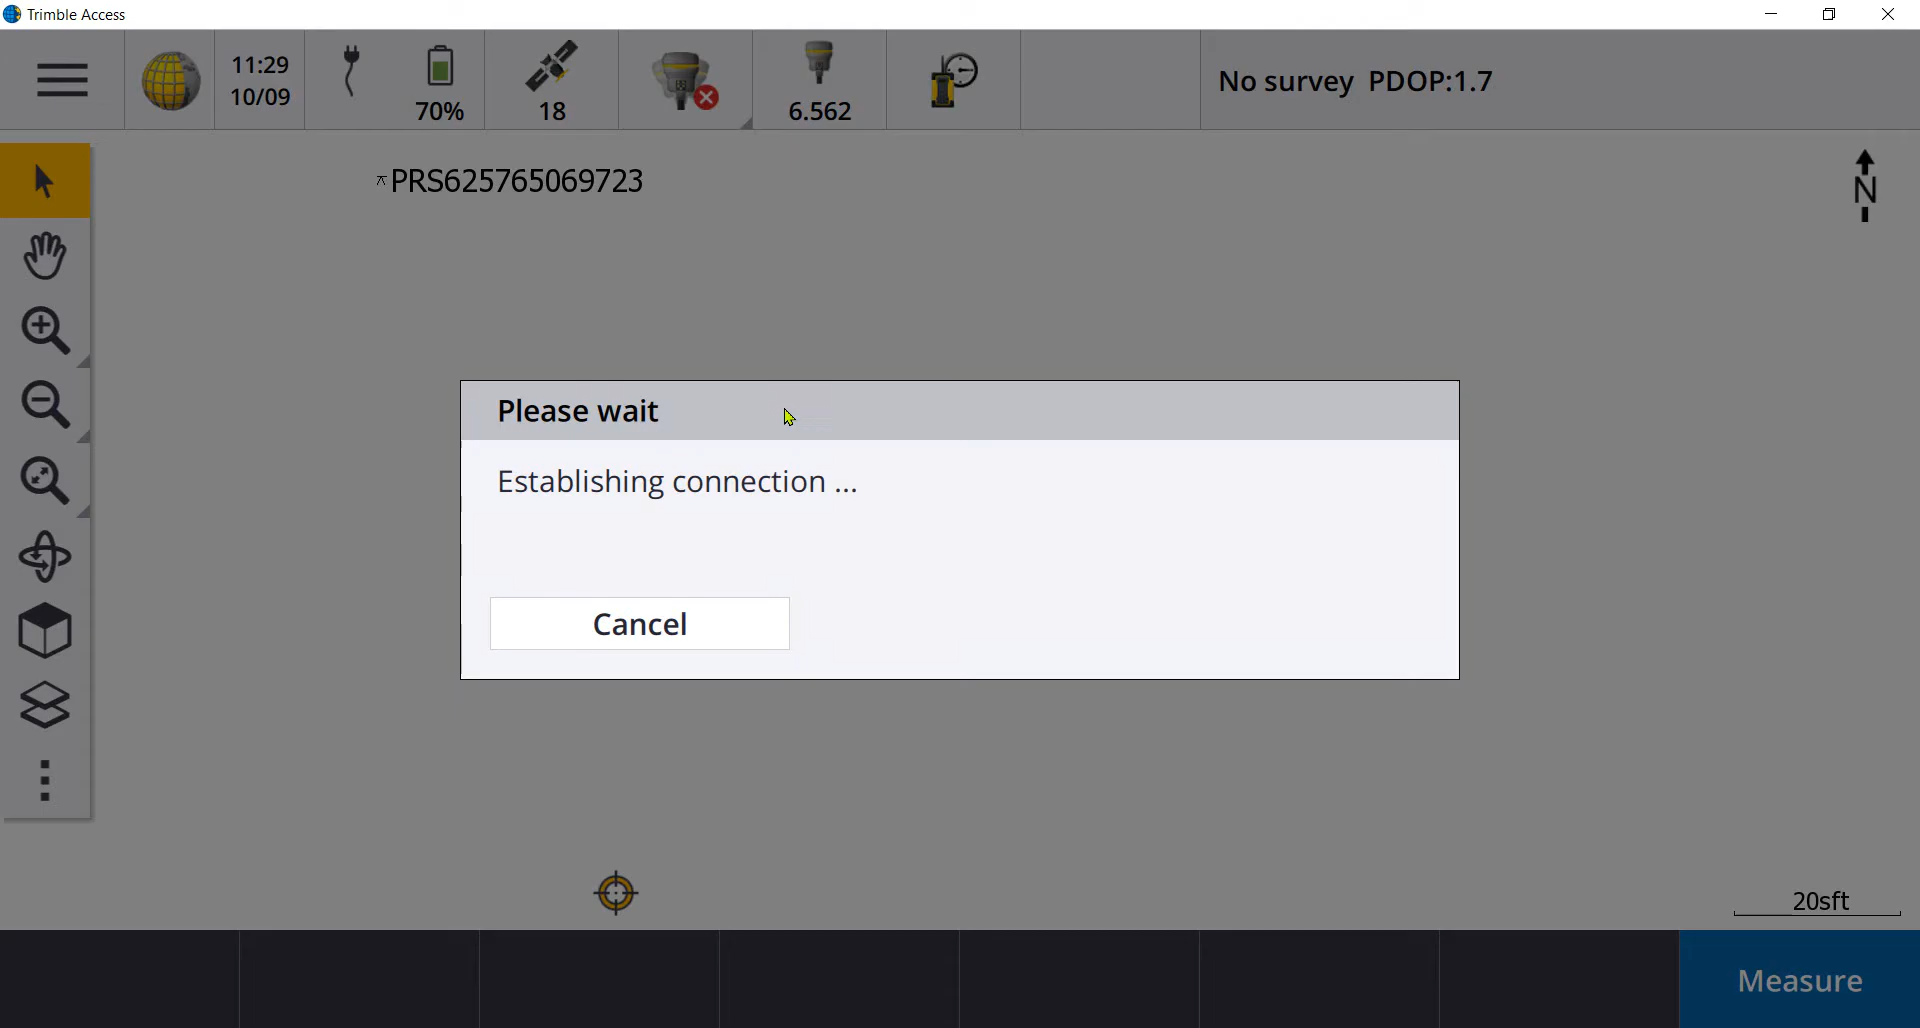 Trimble Access
11:29
10/09
70%
18
6.562
No survey PDOP:1.7
PRS625765069723
N
Please wait
Establishing connection ...
Cancel
20sft
Measure